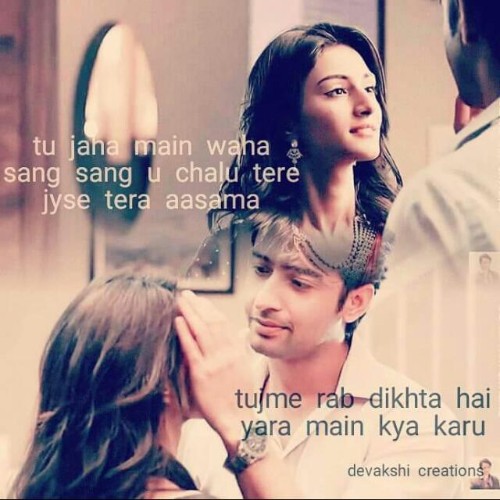 tu jaha main waha
sang sang u chalu tere
jyse tera aasama
tujme rab dikhta hai
yara main kya karu
devakshi creations